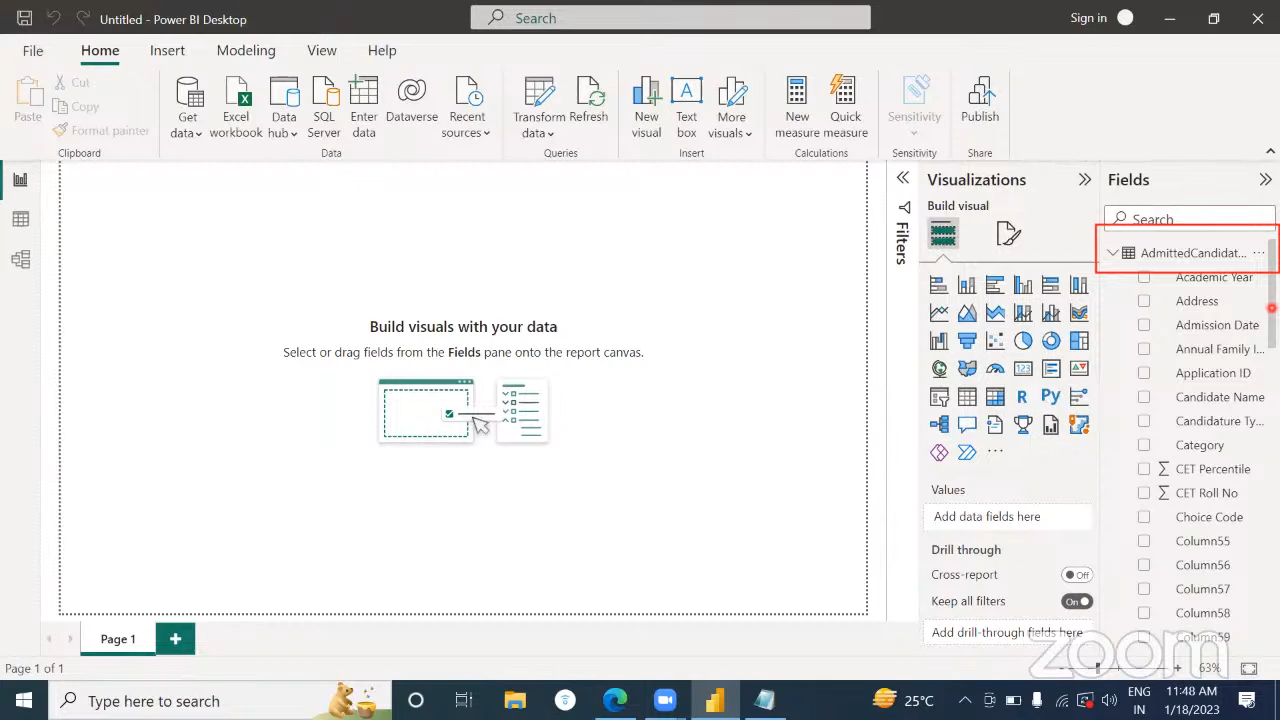 Untitled - Power BI Desktop
Search
Sign in
File Home Insert Modeling View Help
Paste
Cut
Copy
Format painter
Clipboard
Get data
Excel workbook
Data hub
SQL Server
Enter data
Dataverse
Recent sources
Data
Transform data
Refresh
Queries
New visual
Text box
More visuals
Insert
New measure
Quick measure
Calculations
Sensitivity
Sensitivity
Publish
Share
Build visuals with your data
Select or drag fields from the Fields pane onto the report canvas.
Filters
Visualizations
Build visual
123
R
Py
Values
Add data fields here
Drill through
Cross-report
Off
Keep all filters
On
Add drill-through fields here
Fields
Search
AdmittedCandidat...
Academic Year
Address
Admission Date
Annual Family I...
Application ID
Candidate Name
Candidature Ty...
Category
CET Percentile
CET Roll No
Choice Code
Column55
Column56
Column57
Column58
Column59
zoom
Page 1
Page 1 of 1
63%
Type here to search
25°C
ENG
IN
11:48 AM
1/18/2023